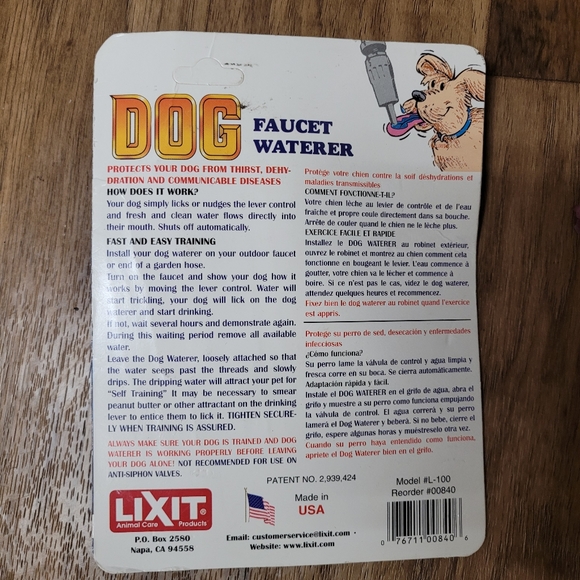 DOG
FAUCET
WATERER
PROTECTS YOUR DOG FROM THIRST, DEHY-
DRATION AND COMMUNICABLE DISEASES
HOW DOES IT WORK?
Your dog simply licks or nudges the lever control
and fresh and clean water flows directly into
their mouth. Shuts off automatically.
FAST AND EASY TRAINING
Install your dog waterer on your outdoor faucet
or end of a garden hose.
Turn on the faucet and show your dog how it
works by moving the lever control. Water will
start trickling, your dog will lick on the dog
waterer and start drinking.
If not, wait several hours and demonstrate again.
During this waiting period remove all available
water.
Leave the Dog Waterer, loosely attached so that
the water seeps past the threads and slowly
drips. The dripping water will attract your pet for
"Self Training" It may be necessary to smear
peanut butter or other attractant on the drinking
lever to entice them to lick it. TIGHTEN SECURE-
LY WHEN TRAINING IS ASSURED.
ALWAYS MAKE SURE YOUR DOG IS TRAINED AND DOG
WATERER IS WORKING PROPERLY BEFORE LEAVING
YOUR DOG ALONE! NOT RECOMMENDED FOR USE ON
ANTI-SIPHON VALVES.
Protège votre chien contre la soif déshydrations et
maladies transmissibles
COMMENT FONCTIONNE-T-IL?
Votre chien lèche au levier de contrôle et de l'eau
fraîche et propre coule directement dans sa bouche.
Arrête de couler quand chien ne le lèche plus.
EXERCICE FACILE ET RAPIDE
Installez le DOG WATERER au robinet extérieur,
ouvrez le robinet et montrez au chien comment cela
fonctionne en bougeant le levier. L'eau commence à
goutter, votre chien va le lécher et commence à
boire. Si ce n'est pas le cas, videz le dog waterer,
attendez quelques heures et recommencez.
Fixez bien le dog waterer au robinet quand l'exercice
est appris.
Protege su perro de sed, desecación y enfermedades
infecciosas
¿Cómo funciona?
Su perro lame la válvula de control y agua limpia y
fresca corre en su boca. Se cierra automáticamente.
Adaptación rápida y fácil.
Instale el DOG WATERER en el grifo de agua, abra el
grifo y muestre a su perro como funciona empujando
la válvula de control. El agua correrá y su perro
lamerá el Dog Waterer y beberá. Si no bebe, cierre el
grifo, espere algunas horas y muéstreselo otra vez.
Cuando su perro haya entendido como funciona,
apriete el Dog Waterer bien en el grifo.
PATENT NO. 2,939,424
Model #L-100
Reorder #00840
LIXIT®
Animal Care Products
P.O. Box 2580
Napa, CA 94558
Made in
USA
Email: customerservice@lixit.com
Website: www.lixit.com
0 76711 00840 6